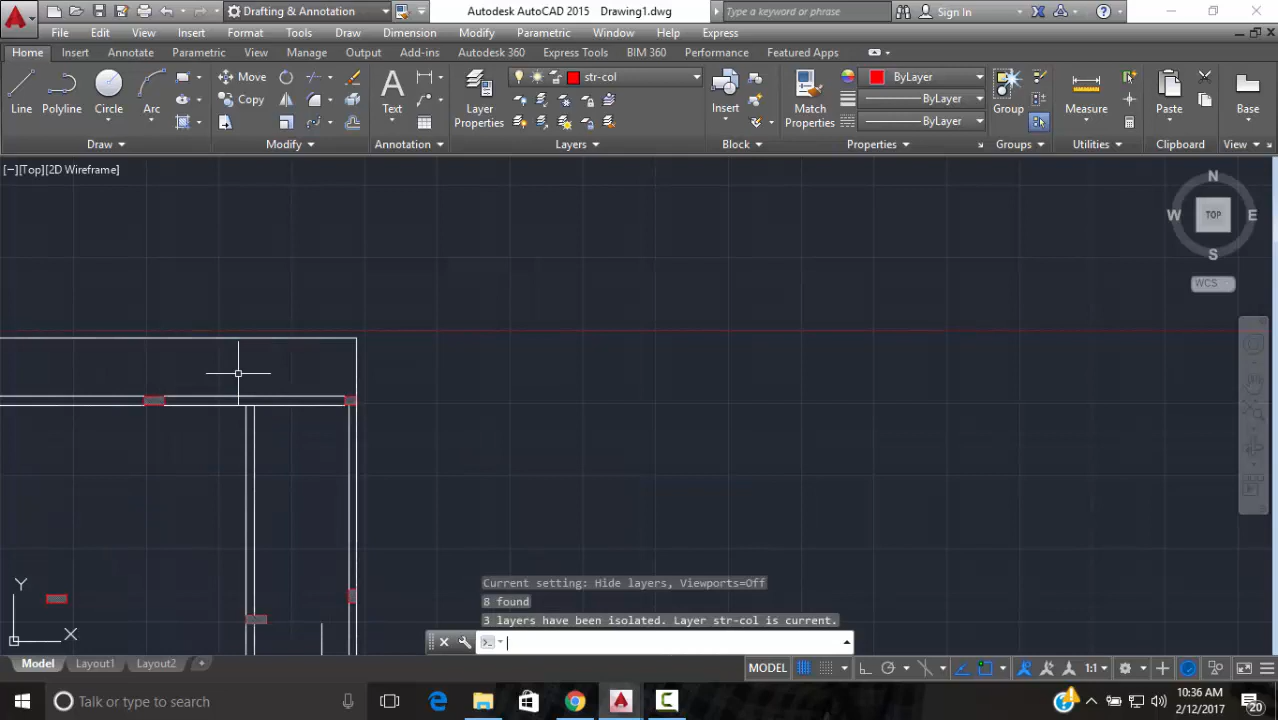 Drafting & Annotation
Autodesk AutoCAD 2015 Drawing1.dwg
Type a keyword or phrase
Sign In
File Edit View Insert Format Tools Draw Dimension Modify Parametric Window Help Express
Home Insert Annotate Parametric View Manage Output Add-ins Autodesk 360 Express Tools BIM 360 Performance Featured Apps
Line
Polyline
Circle
Arc
Move
Copy
Text
Layer
Properties
str-col
Insert
Match
Properties
ByLayer
ByLayer
ByLayer
Group
Measure
Paste
Base
Draw Modify Annotation Layers Block Properties Groups Utilities Clipboard View
[−][Top][2D Wireframe]
N
W TOP E
S
WCS
Y
X
Current setting: Hide layers, Viewports=Off
8 found
3 layers have been isolated. Layer str-col is current.
Model Layout1 Layout2 +
MODEL
1:1
Talk or type to search
10:36 AM
2/12/2017
20